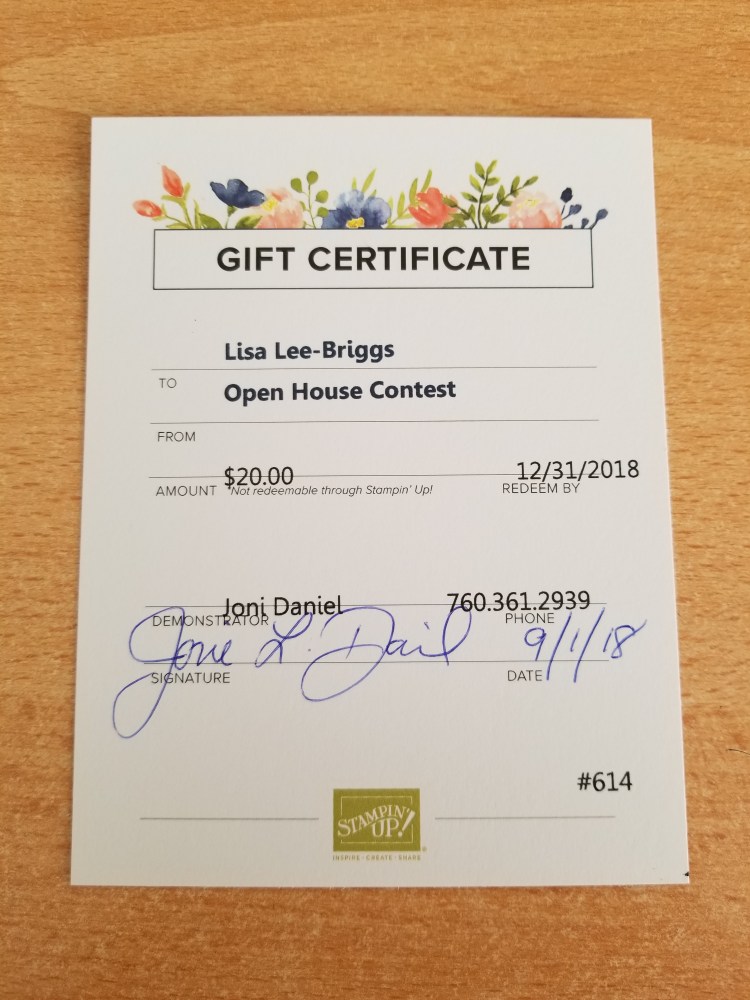 GIFT CERTIFICATE
Lisa Lee-Briggs
TO
Open House Contest
FROM
$20.00 12/31/2018
AMOUNT *Not redeemable through Stampin' Up! REDEEM BY
Joni Daniel 760.361.2939
DEMONSTRATOR PHONE
L. 9/1/18
SIGNATURE DATE
#614
STAMPIN' UP!®
INSPIRE · CREATE · SHARE